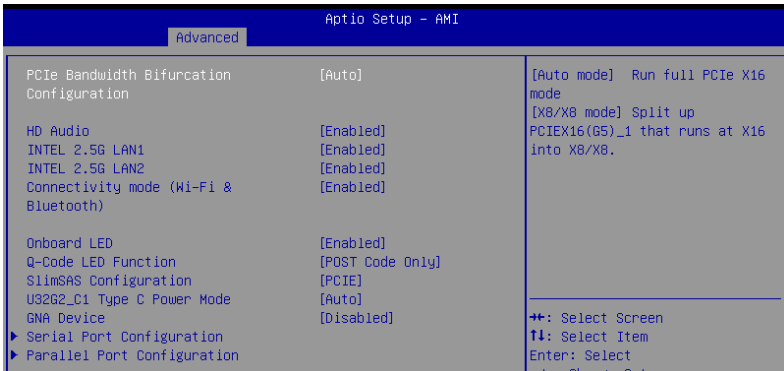 Aptio Setup – AMI
Advanced
PCIe Bandwidth Bifurcation [Auto]
Configuration
HD Audio [Enabled]
INTEL 2.5G LAN1 [Enabled]
INTEL 2.5G LAN2 [Enabled]
Connectivity mode (Wi-Fi & [Enabled]
Bluetooth)
Onboard LED [Enabled]
Q-Code LED Function [POST Code Only]
SlimSAS Configuration [PCIE]
U32G2_C1 Type C Power Mode [Auto]
GNA Device [Disabled]
Serial Port Configuration
Parallel Port Configuration
[Auto mode] Run full PCIe X16
mode
[X8/X8 mode] Split up
PCIEX16(G5)_1 that runs at X16
into X8/X8.
→←: Select Screen
↑↓: Select Item
Enter: Select